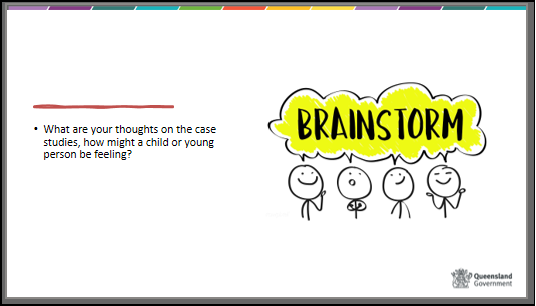 • What are your thoughts on the case
studies, how might a child or young
person be feeling?
BRAINSTORM
Queensland
Government